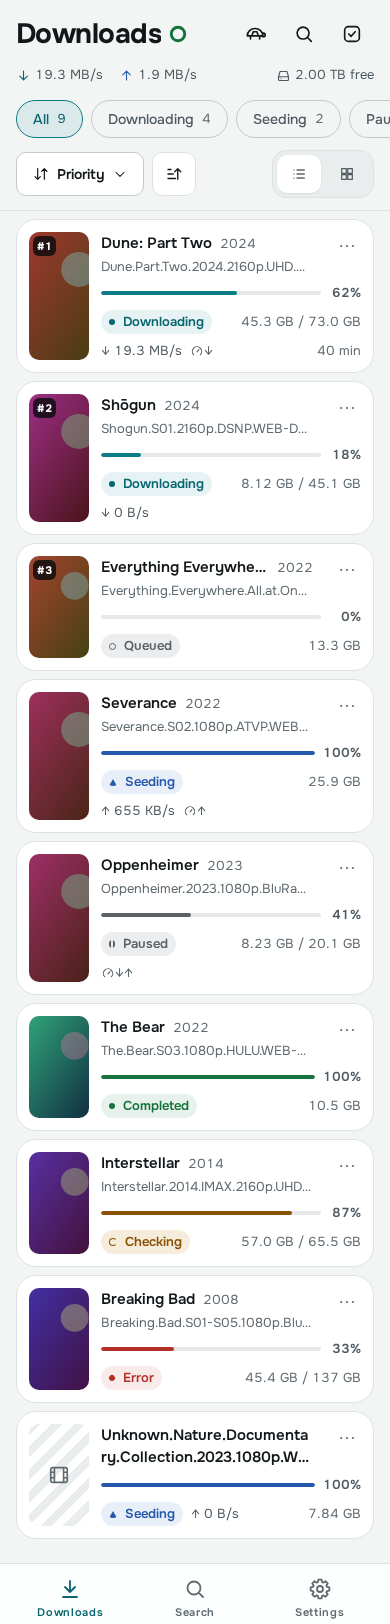 Downloads
19.3 MB/s 1.9 MB/s 2.00 TB free
All 9 Downloading 4 Seeding 2 Pau
Priority
#1 Dune: Part Two 2024
Dune.Part.Two.2024.2160p.UHD....
62%
Downloading 45.3 GB / 73.0 GB
↓ 19.3 MB/s 40 min
#2 Shōgun 2024
Shogun.S01.2160p.DSNP.WEB-D...
18%
Downloading 8.12 GB / 45.1 GB
↓ 0 B/s
#3 Everything Everywhe... 2022
Everything.Everywhere.All.at.On...
0%
Queued 13.3 GB
Severance 2022
Severance.S02.1080p.ATVP.WEB...
100%
Seeding 25.9 GB
↑ 655 KB/s
Oppenheimer 2023
Oppenheimer.2023.1080p.BluRa...
41%
Paused 8.23 GB / 20.1 GB
The Bear 2022
The.Bear.S03.1080p.HULU.WEB-...
100%
Completed 10.5 GB
Interstellar 2014
Interstellar.2014.IMAX.2160p.UHD...
87%
Checking 57.0 GB / 65.5 GB
Breaking Bad 2008
Breaking.Bad.S01-S05.1080p.Blu...
33%
Error 45.4 GB / 137 GB
Unknown.Nature.Documenta
ry.Collection.2023.1080p.W...
100%
Seeding ↑ 0 B/s 7.84 GB
Downloads Search Settings